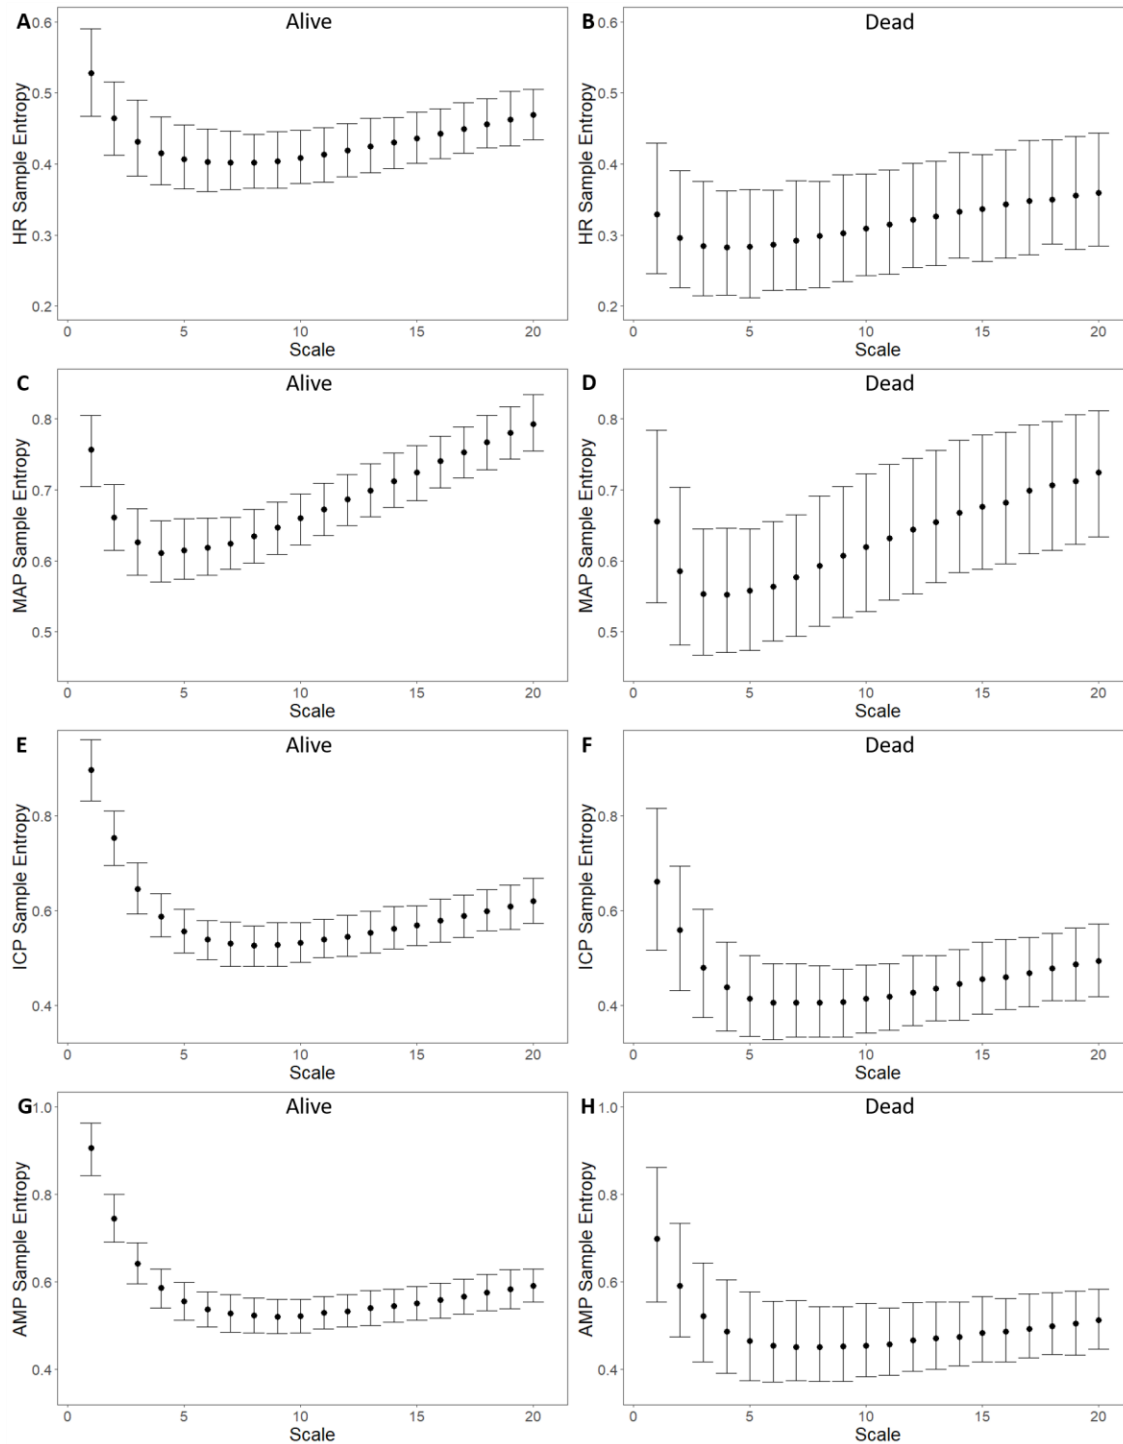 A Alive
0.6
0.5
0.4
0.3
0.2
HR Sample Entropy
0 5 10 15 20
Scale
B Dead
0.6
0.5
0.4
0.3
0.2
HR Sample Entropy
0 5 10 15 20
Scale
C Alive
0.8
0.7
0.6
0.5
MAP Sample Entropy
0 5 10 15 20
Scale
D Dead
0.8
0.7
0.6
0.5
MAP Sample Entropy
0 5 10 15 20
Scale
E Alive
0.8
0.6
0.4
ICP Sample Entropy
0 5 10 15 20
Scale
F Dead
0.8
0.6
0.4
ICP Sample Entropy
0 5 10 15 20
Scale
G Alive
1.0
0.8
0.6
0.4
AMP Sample Entropy
0 5 10 15 20
Scale
H Dead
1.0
0.8
0.6
0.4
AMP Sample Entropy
0 5 10 15 20
Scale